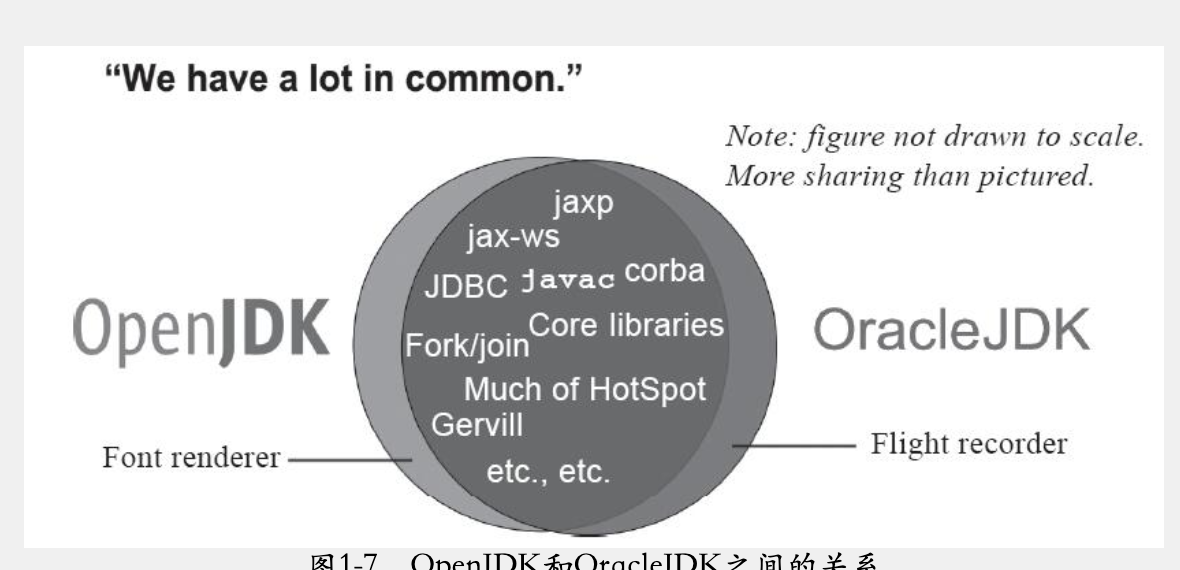 “We have a lot in common.”
Note: figure not drawn to scale.
More sharing than pictured.
jaxp
jax-ws
JDBC javac corba
OpenJDK
Core libraries
OracleJDK
Fork/join
Much of HotSpot
Gervill
Font renderer
Flight recorder
etc., etc.
图1-7 OpenJDK和OracleJDK之间的关系